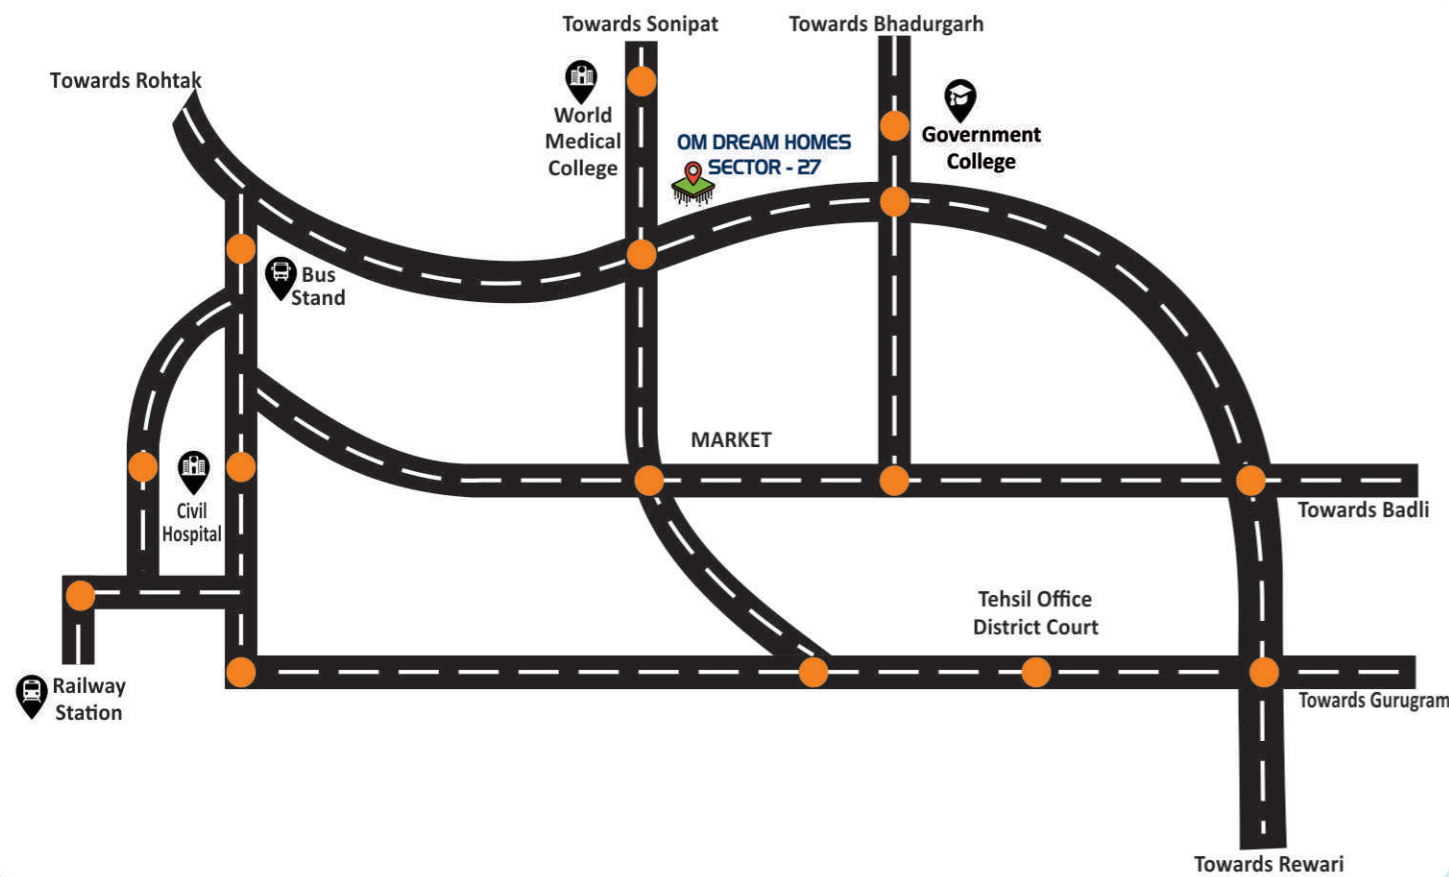 Towards Sonipat
Towards Bhadurgarh
Towards Rohtak
World
Medical
College
OM DREAM HOMES
SECTOR - 27
Government
College
Bus
Stand
MARKET
Civil
Hospital
Towards Badli
Tehsil Office
District Court
Railway
Station
Towards Gurugram
Towards Rewari